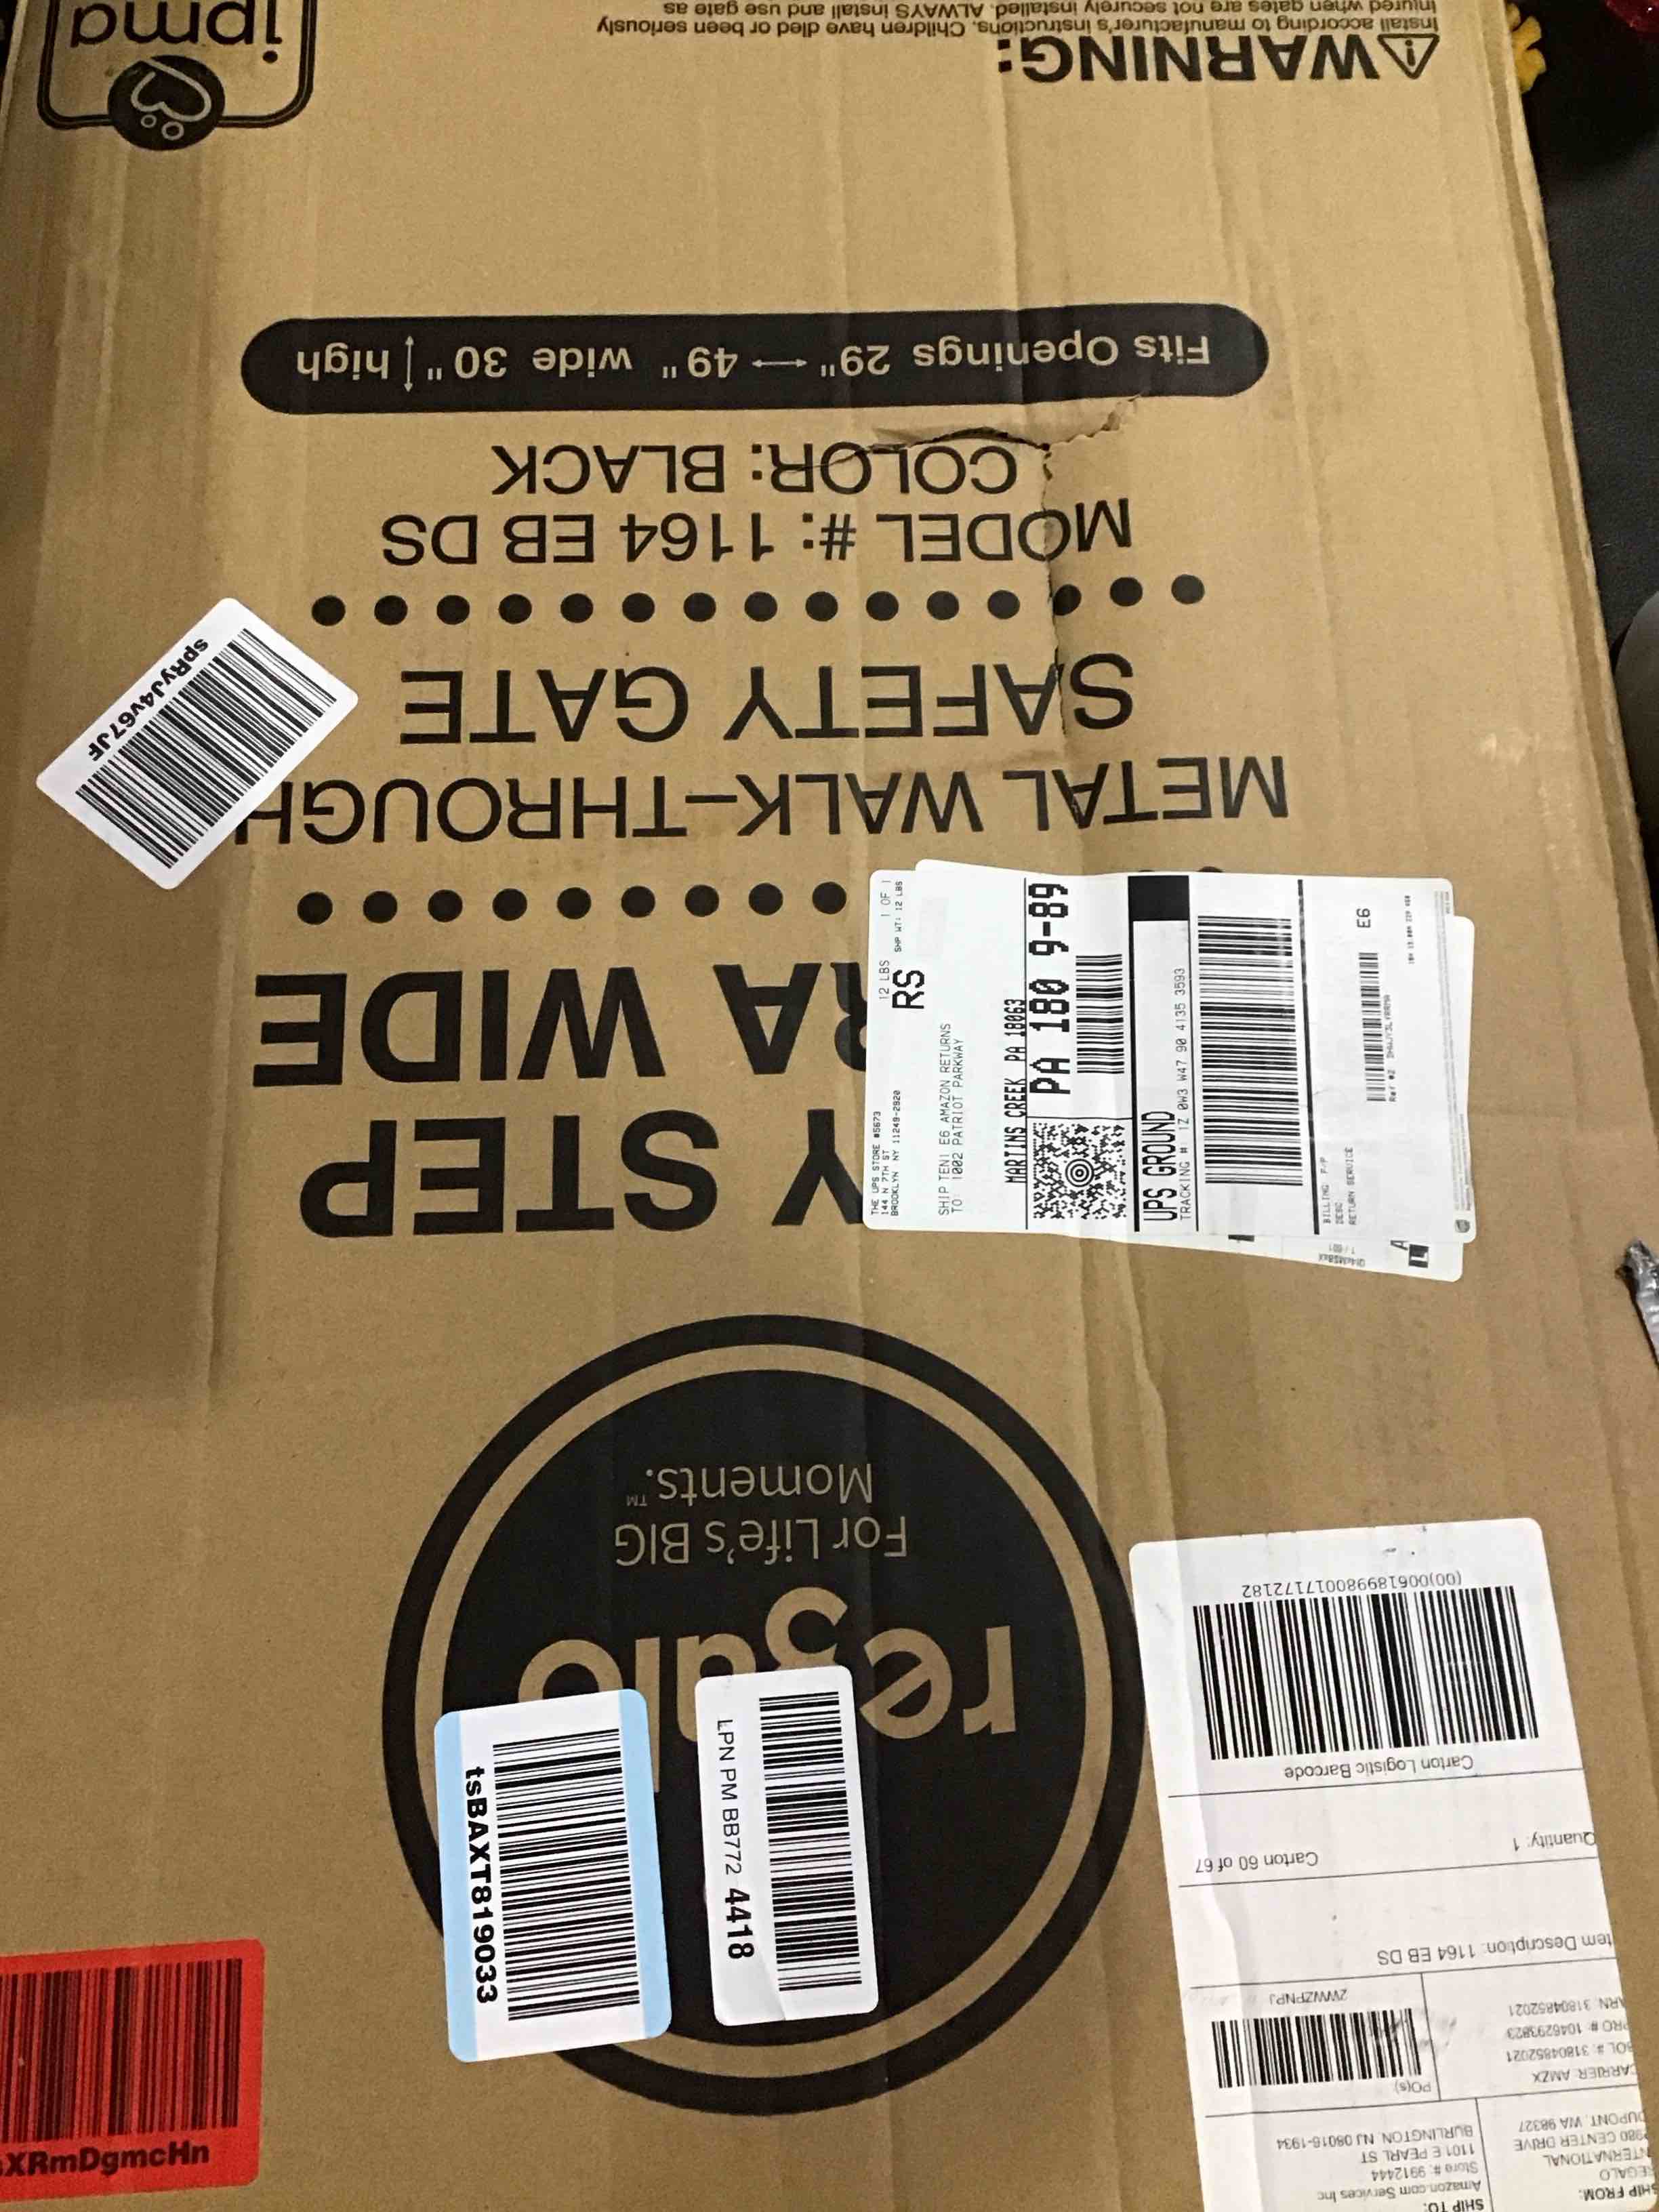 regalo
For Life's BIG
Moments.™
Y STEP
RA WIDE
METAL WALK-THROUGH
SAFETY GATE
MODEL #: 1164 EB DS
COLOR: BLACK
Fits Openings 29" ↔ 49" wide 30" ↕ high
⚠WARNING:
Install according to manufacturer's instructions. Children have died or been seriously
injured when gates are not securely installed. ALWAYS install and use gate as
jpma
SHIP FROM:
REGALO
INTERNATIONAL
CENTER DRIVE
DUPONT, WA 98327
SHIP TO:
Amazon.com Services Inc
Store #: 9912444
1101 E PEARL ST
BURLINGTON, NJ 08016-1934
CARRIER: AMZX
BOL #: 31804852021
PRO #: 1046293823
ARN: 31804852021
PO(s)
2WWZPNPJ
tem Description: 1164 EB DS
Quantity: 1
Carton 60 of 67
Carton Logistic Barcode
(00)006189980017172182
tsBAXT819033
LPN PM BB772 4418
XRmDgmcHn
spRyJ4v67JF
THE UPS STORE #5673
144 N 7TH ST
BROOKLYN NY 11249-2920
12 LBS
1 OF 1
SHP WT: 12 LBS
RS
SHIP TEN1 E6 AMAZON RETURNS
TO: 1002 PATRIOT PARKWAY
MARTINS CREEK PA 18063
PA 180 9-89
UPS GROUND
TRACKING #: 1Z 0W3 W47 90 4135 3593
BILLING: P/P
DESC:
RETURN SERVICE
E6